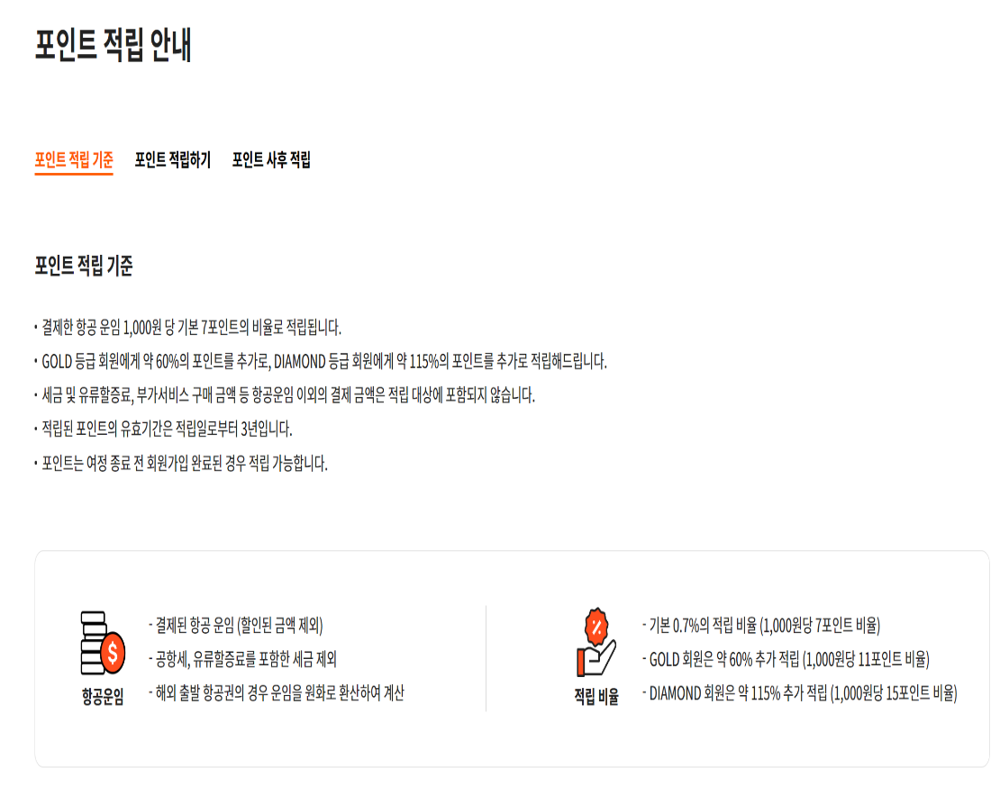 포인트 적립 안내
포인트 적립 기준 포인트 적립하기 포인트 사후 적립
포인트 적립 기준
· 결제한 항공 운임 1,000원 당 기본 7포인트의 비율로 적립됩니다.
· GOLD 등급 회원에게 약 60%의 포인트를 추가로, DIAMOND 등급 회원에게 약 115%의 포인트를 추가로 적립해드립니다.
· 세금 및 유류할증료, 부가서비스 구매 금액 등 항공운임 이외의 결제 금액은 적립 대상에 포함되지 않습니다.
· 적립된 포인트의 유효기간은 적립일로부터 3년입니다.
· 포인트는 여정 종료 전 회원가입 완료된 경우 적립 가능합니다.
$
항공운임
- 결제된 항공 운임 (할인된 금액 제외)
- 공항세, 유류할증료를 포함한 세금 제외
- 해외 출발 항공권의 경우 운임을 원화로 환산하여 계산
%
적립 비율
- 기본 0.7%의 적립 비율 (1,000원당 7포인트 비율)
- GOLD 회원은 약 60% 추가 적립 (1,000원당 11포인트 비율)
- DIAMOND 회원은 약 115% 추가 적립 (1,000원당 15포인트 비율)